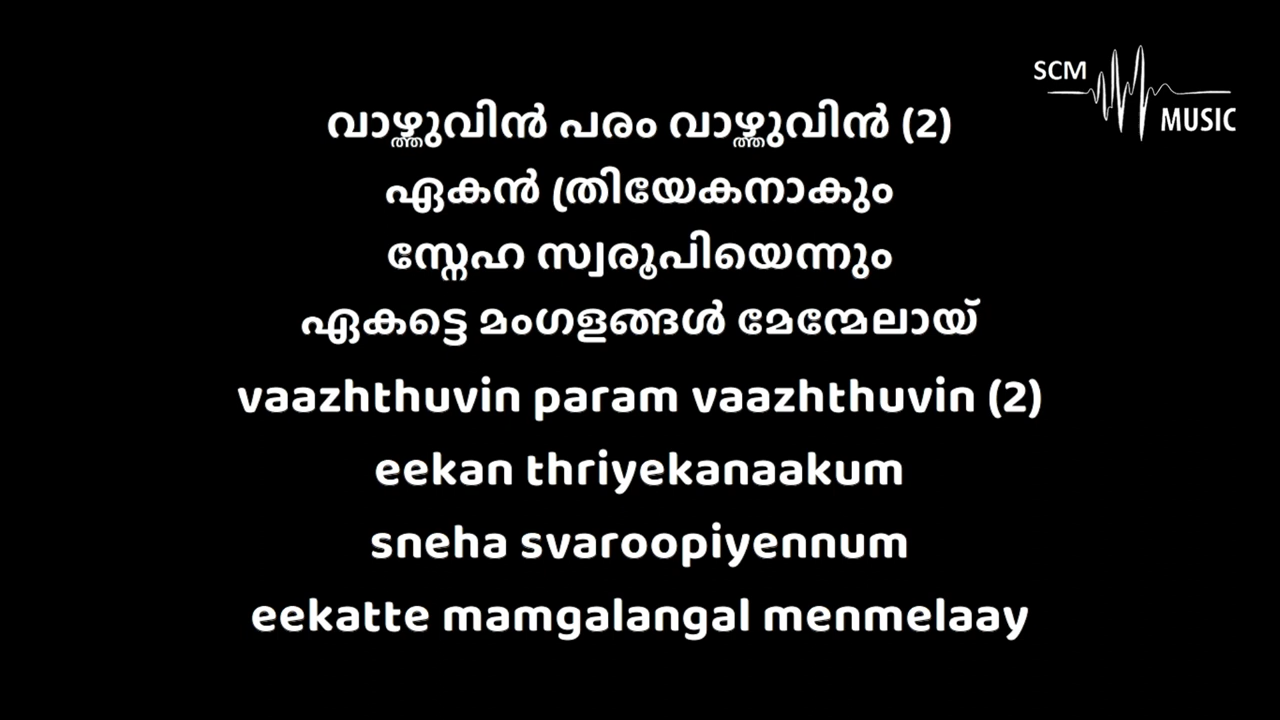 SCM
MUSIC
വാഴ്ത്തുവിൻ പരം വാഴ്ത്തുവിൻ (2)
ഏകൻ ത്രിയേകനാകും
സ്നേഹ സ്വരൂപിയെന്നും
ഏകട്ടെ മംഗളങ്ങൾ മേന്മേലായ്
vaazhthuvin param vaazhthuvin (2)
eekan thriyekanaakum
sneha svaroopiyennum
eekatte mamgalangal menmelaay